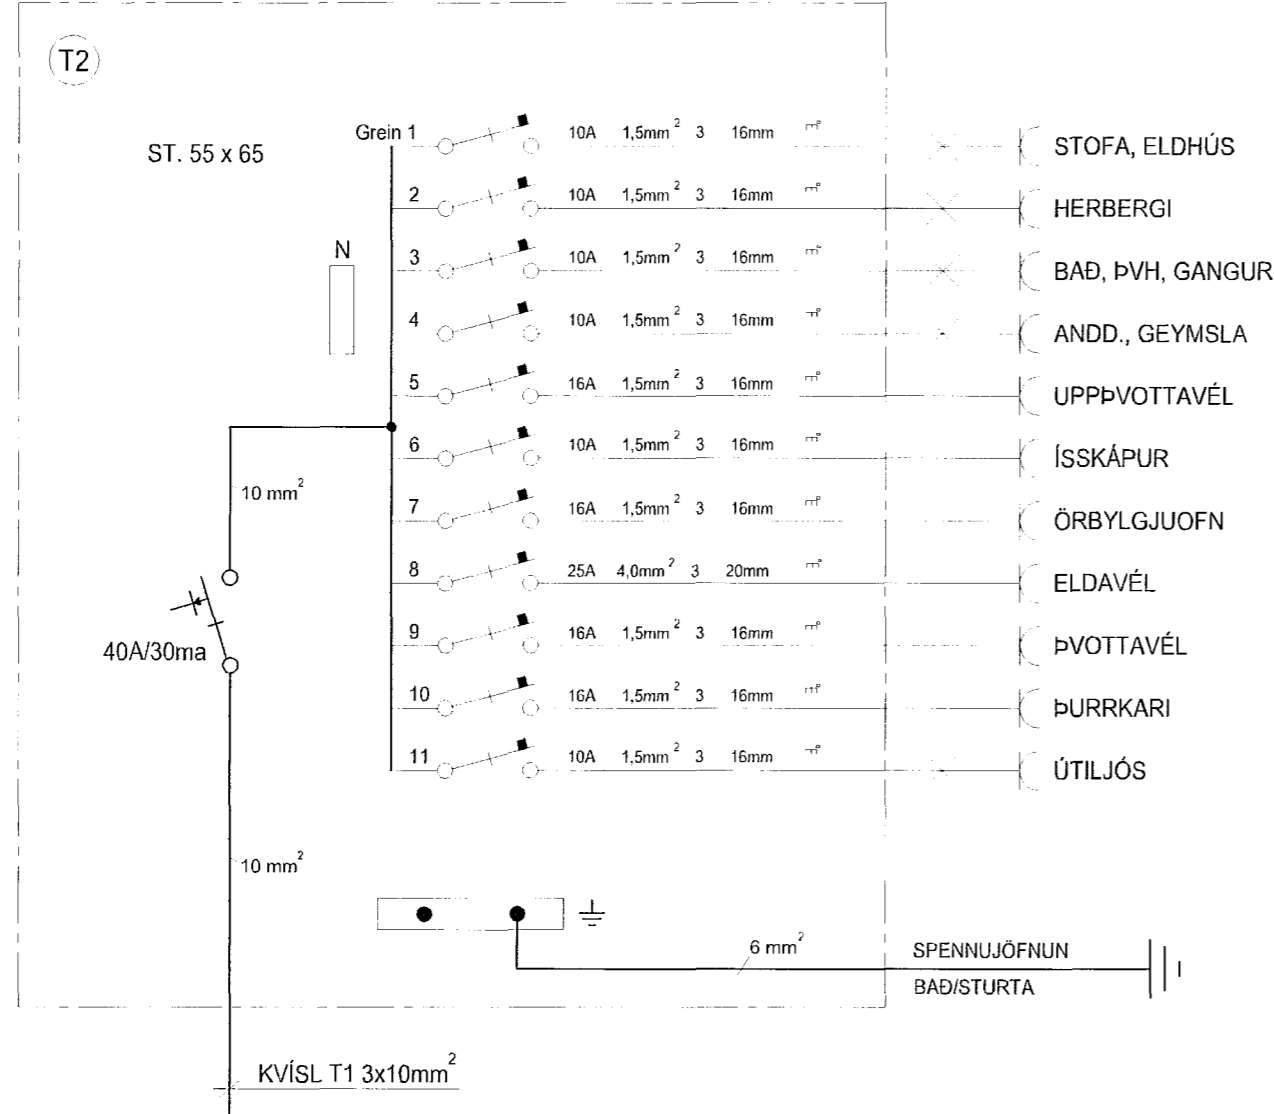 T2
ST. 55 x 65
Grein 1 10A 1,5mm² 3 16mm STOFA, ELDHÚS
2 10A 1,5mm² 3 16mm HERBERGI
N
3 10A 1,5mm² 3 16mm BAÐ, ÞVH, GANGUR
4 10A 1,5mm² 3 16mm ANDD., GEYMSLA
5 16A 1,5mm² 3 16mm UPPÞVOTTAVÉL
6 10A 1,5mm² 3 16mm ÍSSKÁPUR
10 mm²
7 16A 1,5mm² 3 16mm ÖRBYLGJUOFN
8 25A 4,0mm² 3 20mm ELDAVÉL
9 16A 1,5mm² 3 16mm ÞVOTTAVÉL
40A/30ma
10 16A 1,5mm² 3 16mm ÞURRKARI
11 10A 1,5mm² 3 16mm ÚTILJÓS
10 mm²
6 mm² SPENNUJÖFNUN
BAÐ/STURTA
KVÍSL T1 3x10mm²